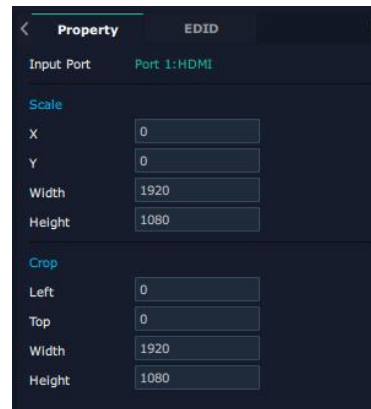 Property EDID
Input Port Port 1:HDMI
Scale
X 0
Y 0
Width 1920
Height 1080
Crop
Left 0
Top 0
Width 1920
Height 1080